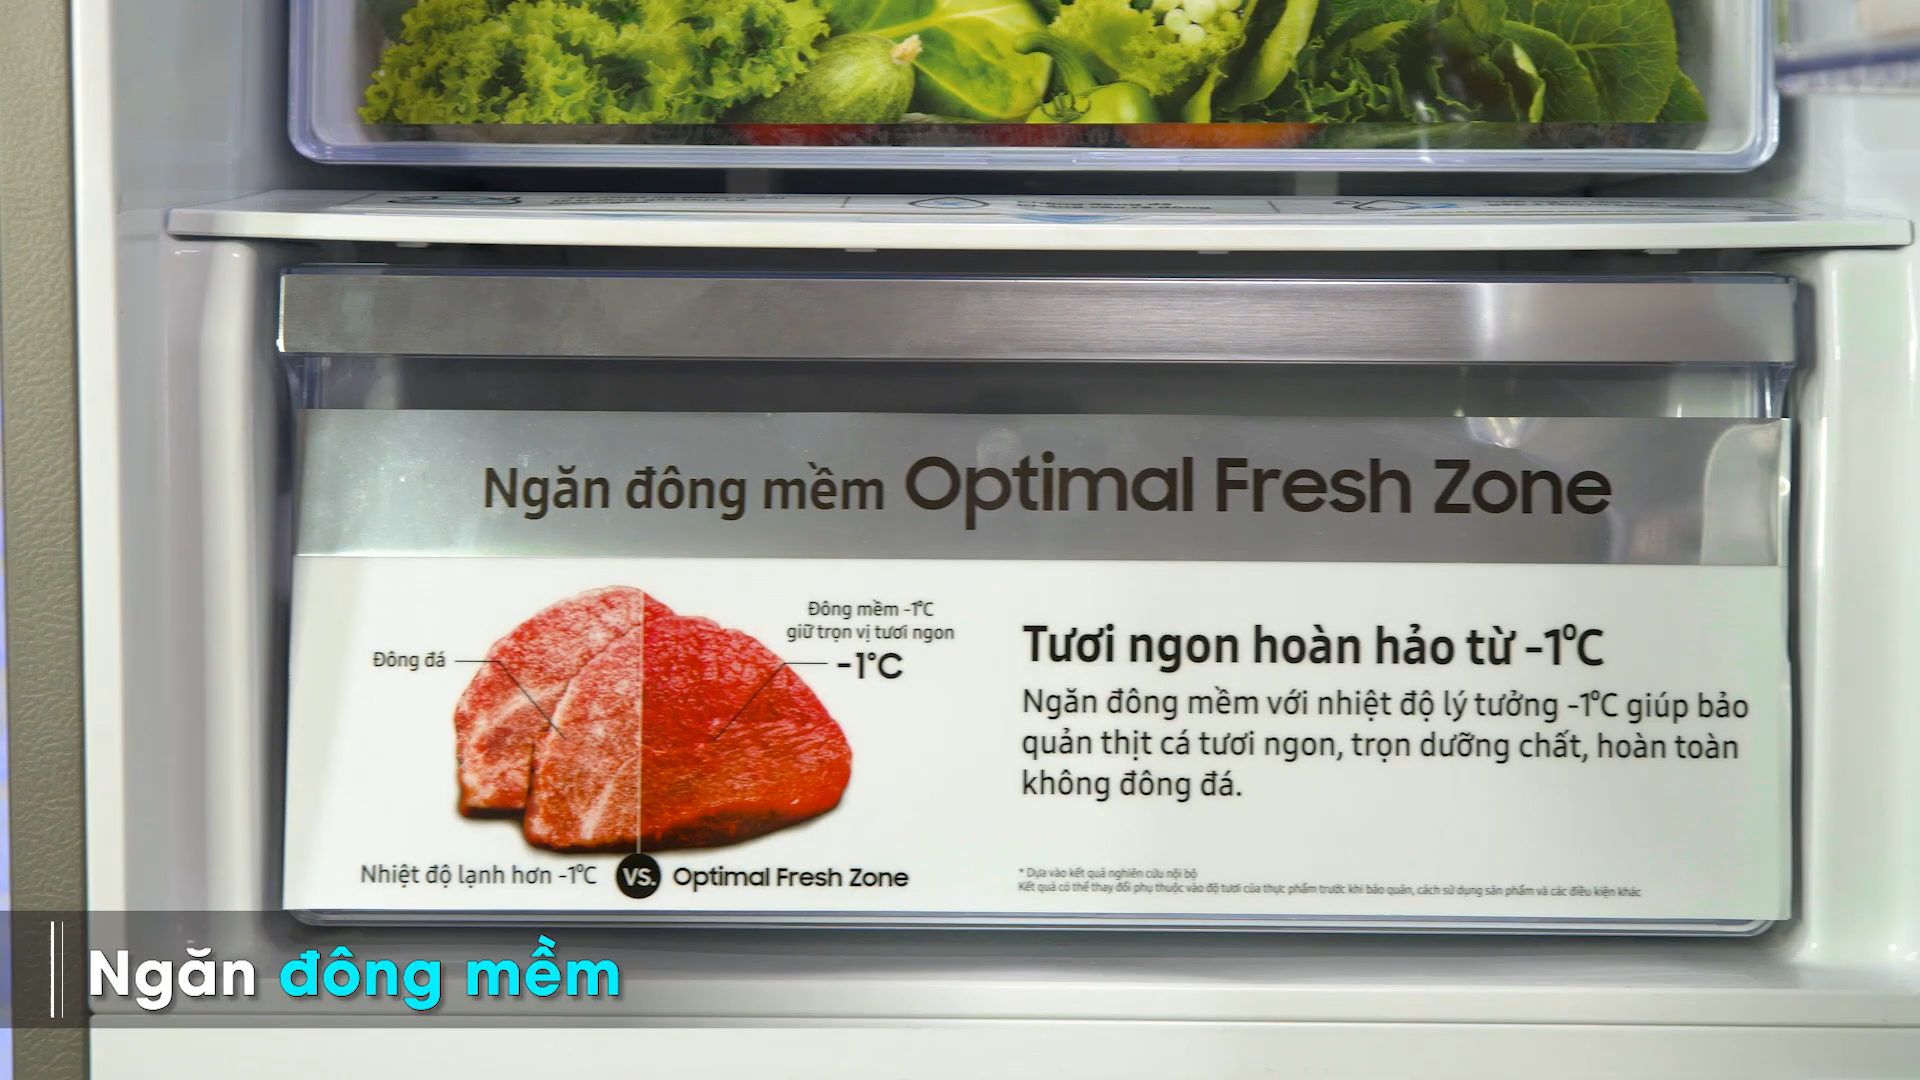 Ngăn đông mềm Optimal Fresh Zone
Đông đá
Đông mềm -1°C
giữ trọn vị tươi ngon
-1°C
Nhiệt độ lạnh hơn -1°C VS. Optimal Fresh Zone
Tươi ngon hoàn hảo từ -1°C
Ngăn đông mềm với nhiệt độ lý tưởng -1°C giúp bảo
quản thịt cá tươi ngon, trọn dưỡng chất, hoàn toàn
không đông đá.
* Dựa vào kết quả nghiên cứu nội bộ
Kết quả có thể thay đổi phụ thuộc vào độ tươi của thực phẩm trước khi bảo quản, cách sử dụng sản phẩm và các điều kiện khác
Ngăn đông mềm